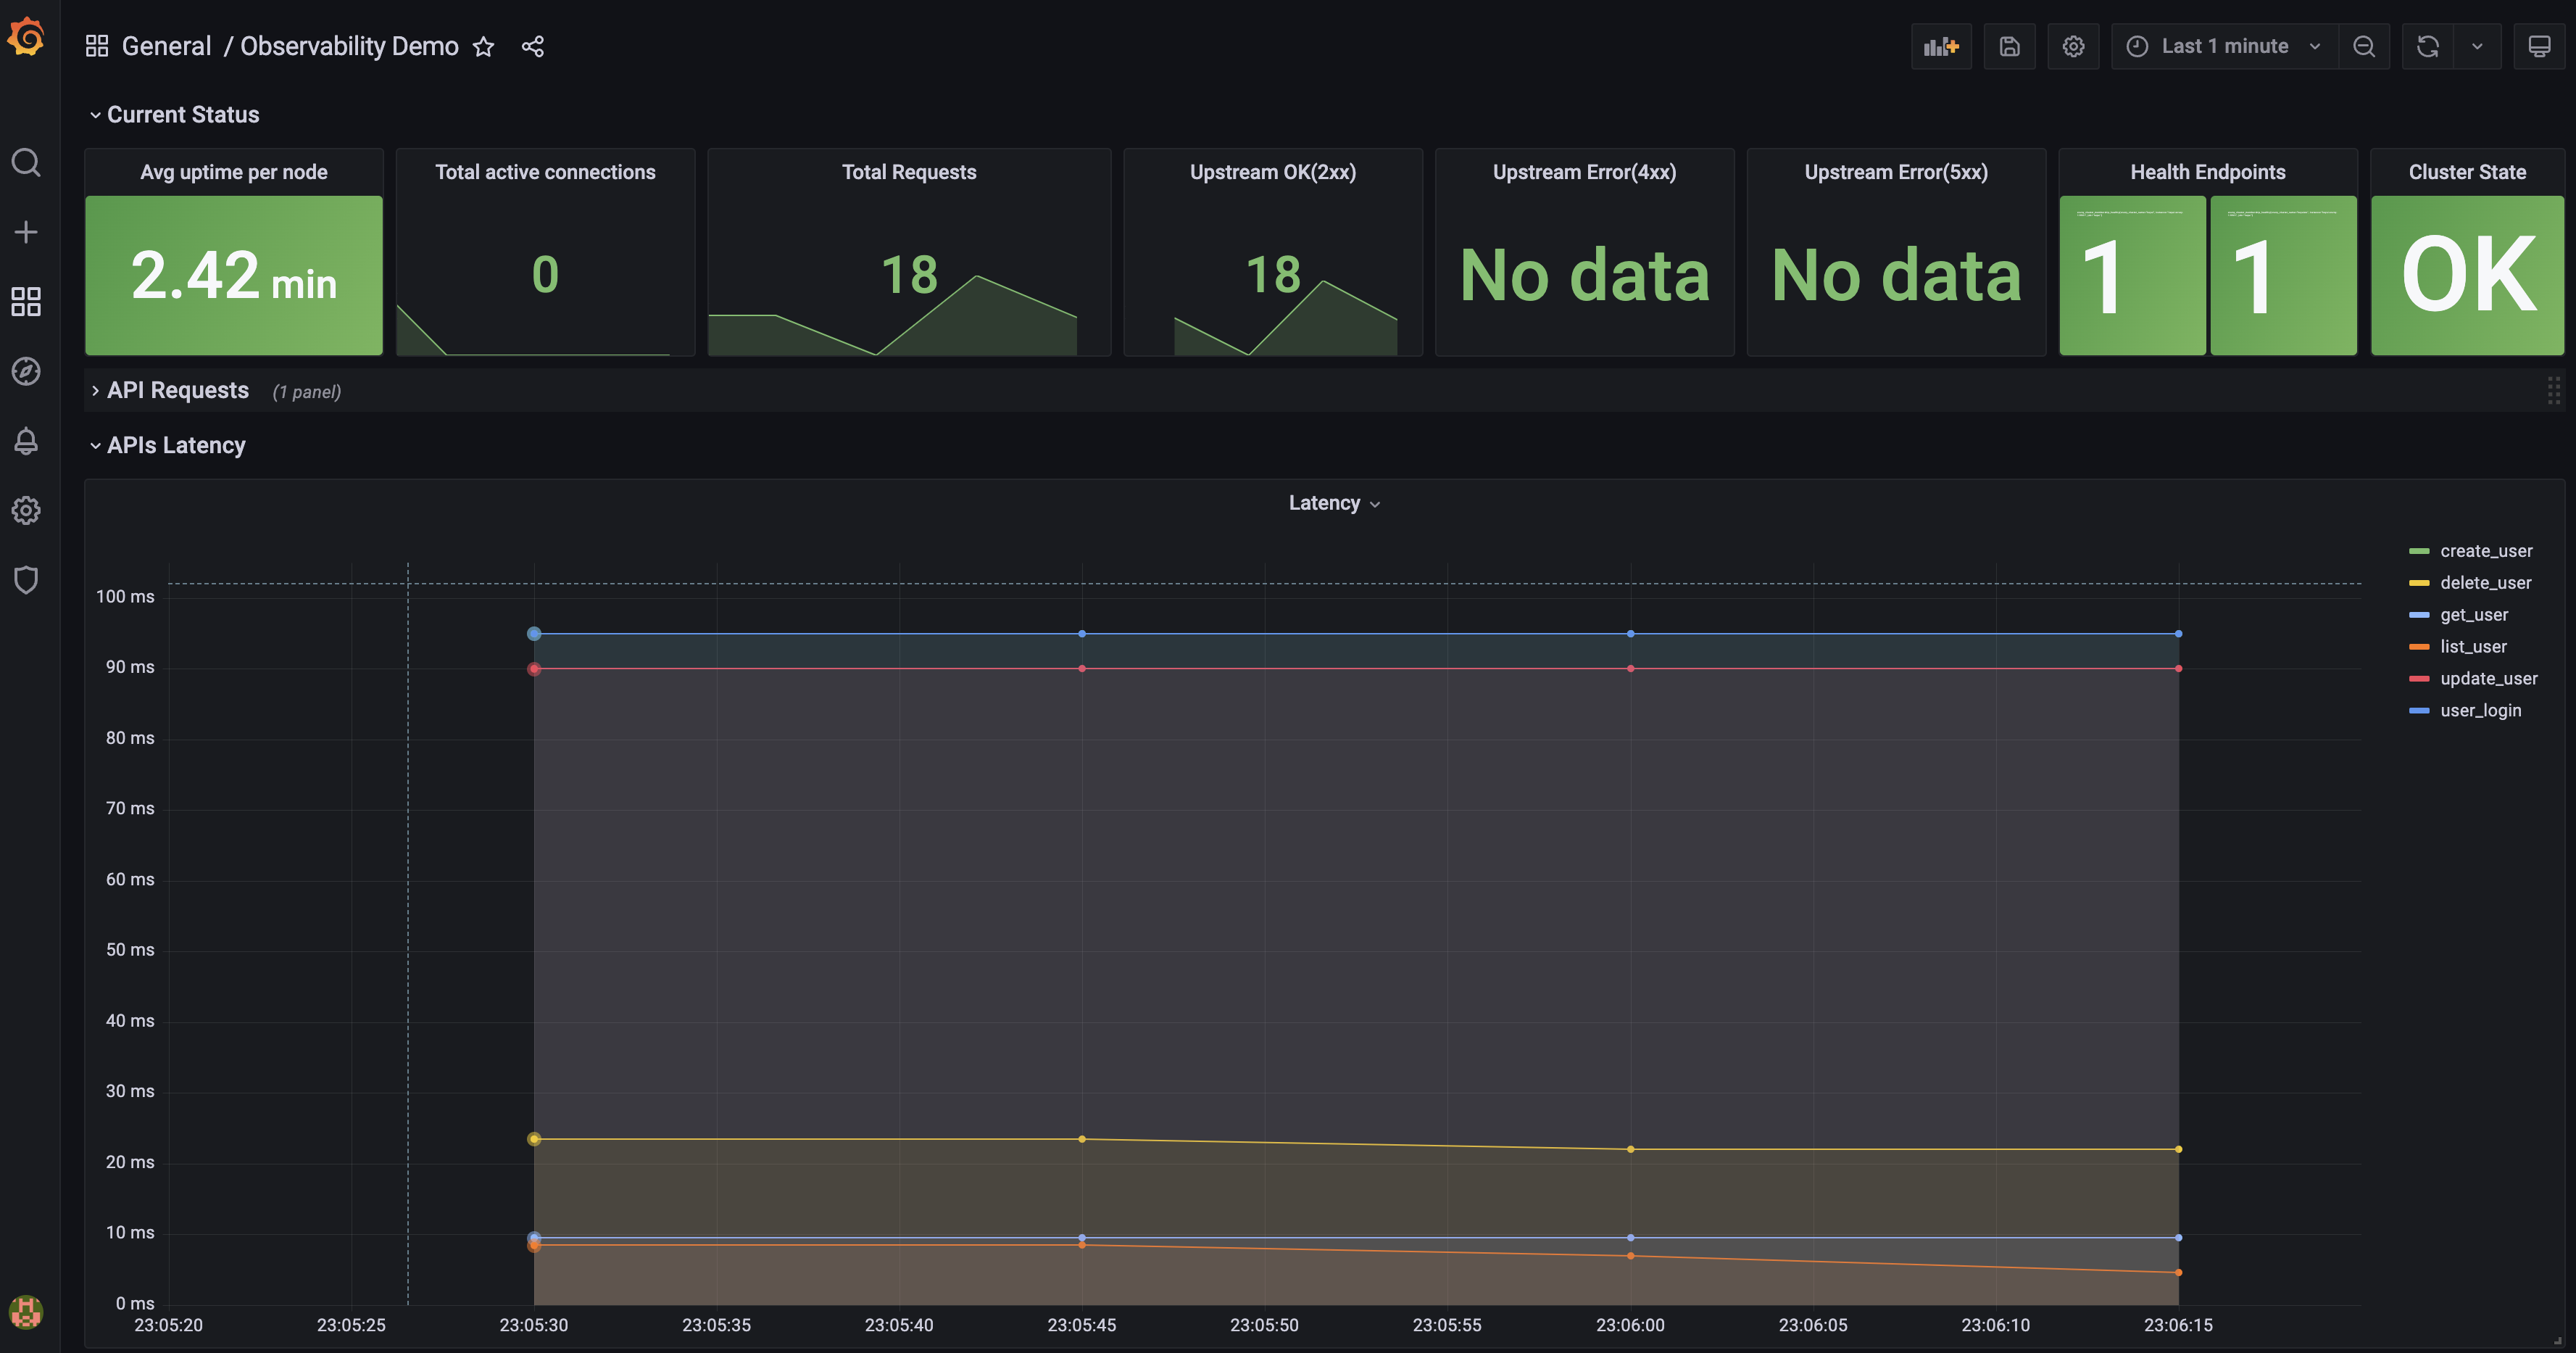 General / Observability Demo
Last 1 minute
Current Status
Avg uptime per node
Total active connections
Total Requests
Upstream OK(2xx)
Upstream Error(4xx)
Upstream Error(5xx)
Health Endpoints
Cluster State
2.42 min
0
18
18
No data
No data
1
1
OK
API Requests (1 panel)
APIs Latency
Latency
100 ms
90 ms
80 ms
70 ms
60 ms
50 ms
40 ms
30 ms
20 ms
10 ms
0 ms
23:05:20
23:05:25
23:05:30
23:05:35
23:05:40
23:05:45
23:05:50
23:05:55
23:06:00
23:06:05
23:06:10
23:06:15
create_user
delete_user
get_user
list_user
update_user
user_login